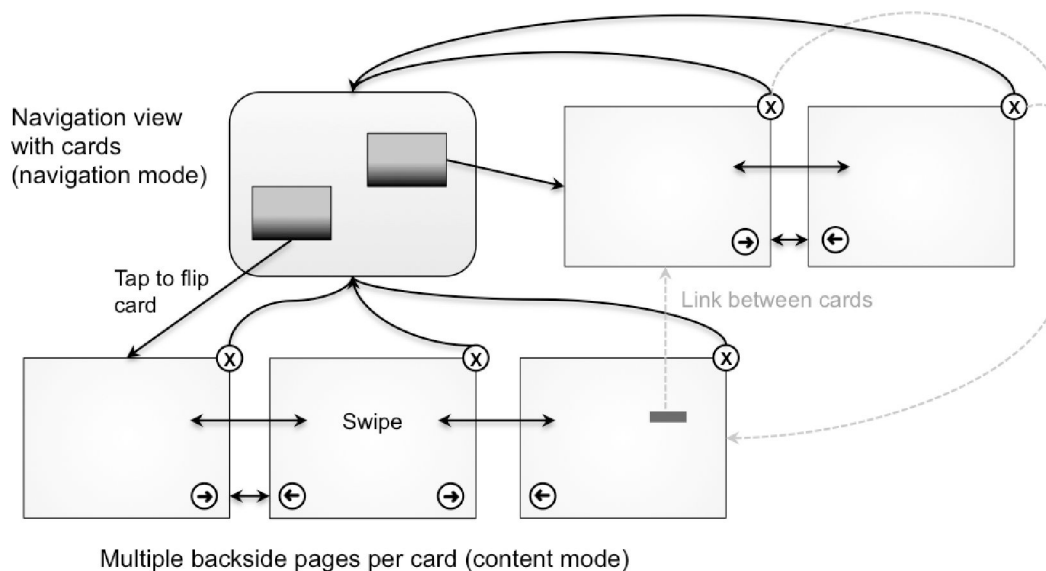 Navigation view
with cards
(navigation mode)
X
X
Tap to flip
card
Link between cards
X
X
X
Swipe
Multiple backside pages per card (content mode)